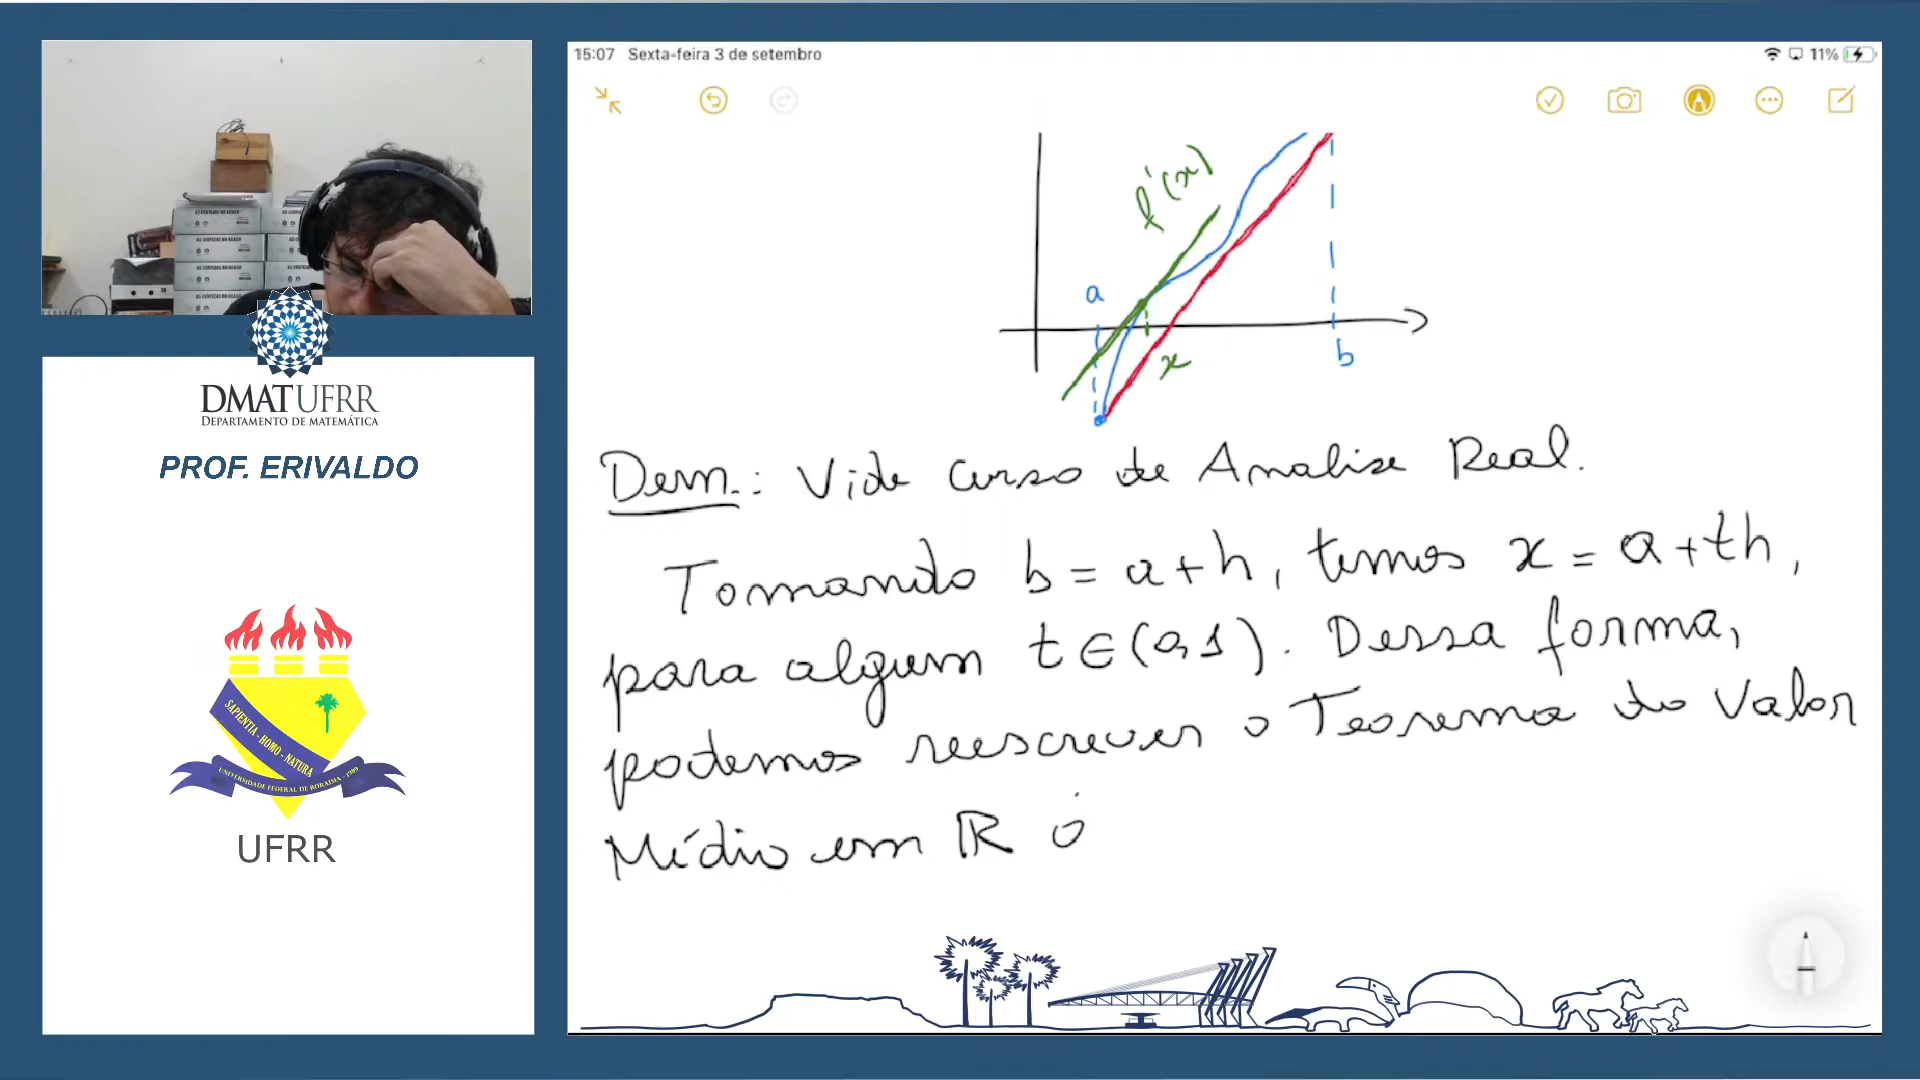 15:07 Sexta-feira 3 de setembro
11%
f'(x)
a
x
b
Dem.: Vide Curso de Analise Real.
Tomando b = a+h, temos x = a+th,
para algum t∈(0,1). Dessa forma,
podemos reescrever o Teorema do Valor
Médio em ℝ
DMATUFRR
DEPARTAMENTO DE MATEMÁTICA
PROF. ERIVALDO
SAPIENTIA - HOMO - NATURA
UNIVERSIDADE FEDERAL DE RORAIMA - 1989
UFRR